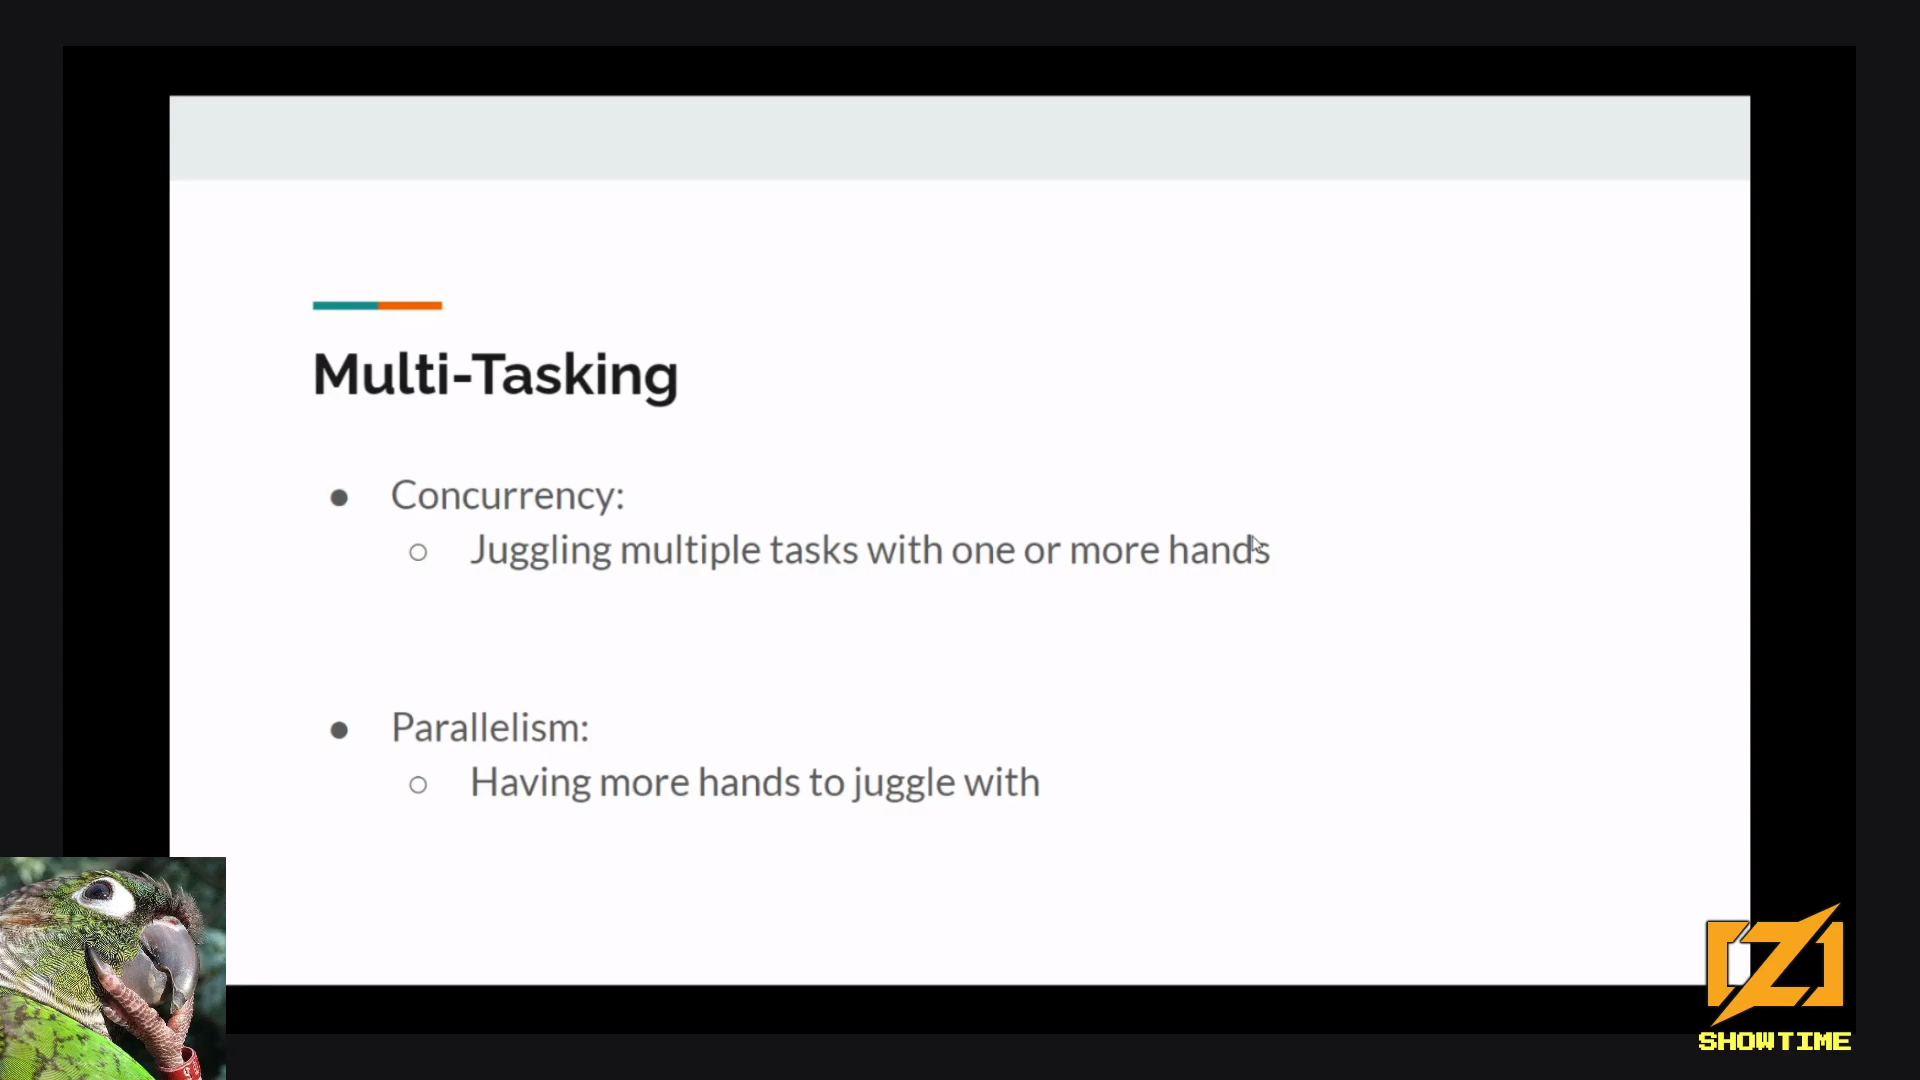 Multi-Tasking
● Concurrency:
○ Juggling multiple tasks with one or more hands
● Parallelism:
○ Having more hands to juggle with
Z
SHOWTIME